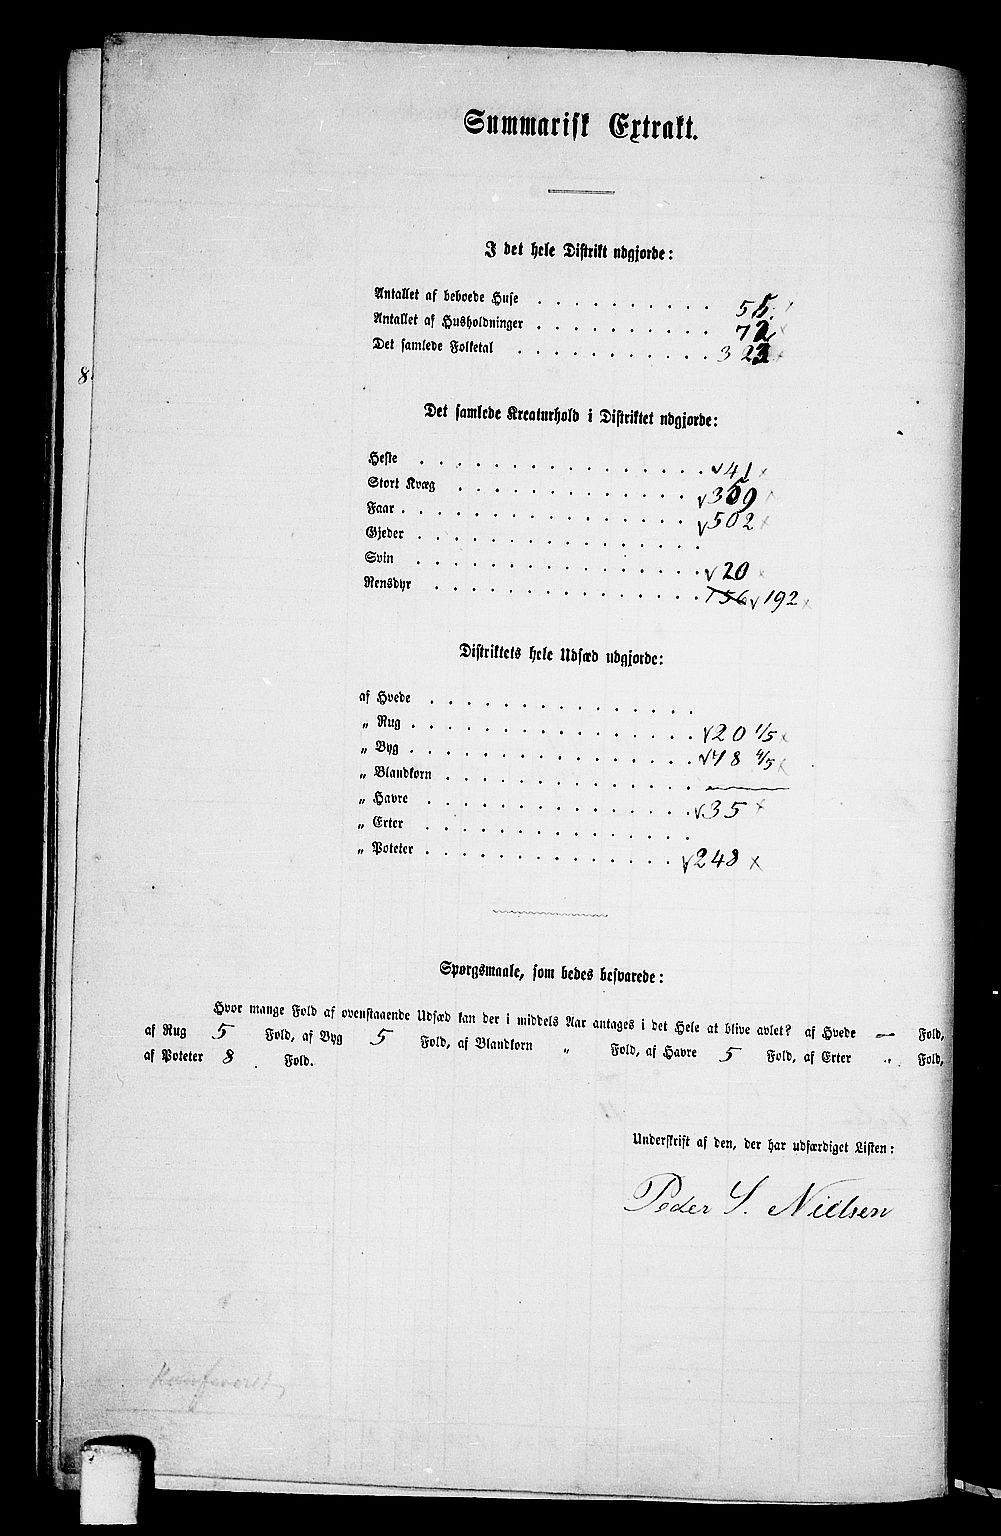 Summarisk Extrakt.
I det hele Distrikt udgjorde:
Antallet af beboede Huse . . . . . . . . . . 55.
Antallet af Husholdninger . . . . . . . . . . 72
Det samlede Folketal . . . . . . . . . . . 323
8
Det samlede Kreaturhold i Distriktet udgjorde:
Heste . . . . . . . . . . . . . . . . 41
Stort Kvæg . . . . . . . . . . . . . 359
Faar . . . . . . . . . . . . . . . . 502
Gjeder . . . . . . . . . . . . . . . .
Svin . . . . . . . . . . . . . . . . 20
Rensdyr . . . . . . . . . . . . . . . 156 192
Distriktets hele Udsæd udgjorde:
af Hvede . . . . . . . . . . . . . . .
„ Rug . . . . . . . . . . . . . . . . 20 1/5
„ Byg . . . . . . . . . . . . . . . . 48 4/5
„ Blandkorn . . . . . . . . . . . . . —
„ Havre . . . . . . . . . . . . . . . 35
„ Erter . . . . . . . . . . . . . . .
„ Poteter . . . . . . . . . . . . . . 248
Spørgsmaale, som bedes besvarede:
Hvor mange Fold af ovenstaaende Udsæd kan der i middels Aar antages i det Hele at blive avlet? af Hvede — Fold,
af Rug 5 Fold, af Byg 5 Fold, af Blandkorn „ Fold, af Havre 5 Fold, af Erter „ Fold,
af Poteter 8 Fold.
Underskrift af den, der har udfærdiget Listen:
Peder S. Nielsen